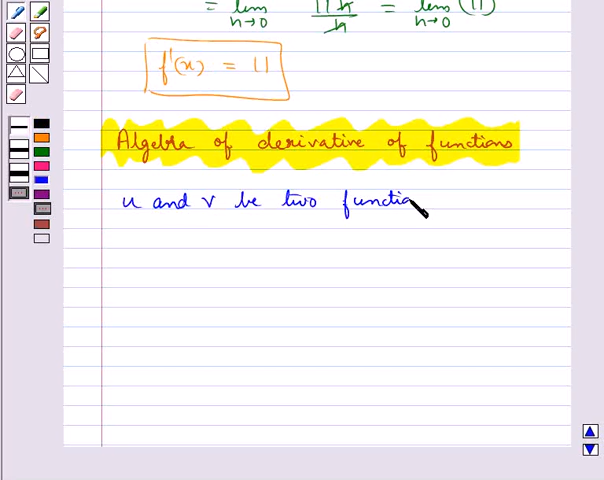 = lim h→0 11h/h = lim h→0 (11)
f'(x) = 11
Algebra of derivative of functions
u and v be two functio